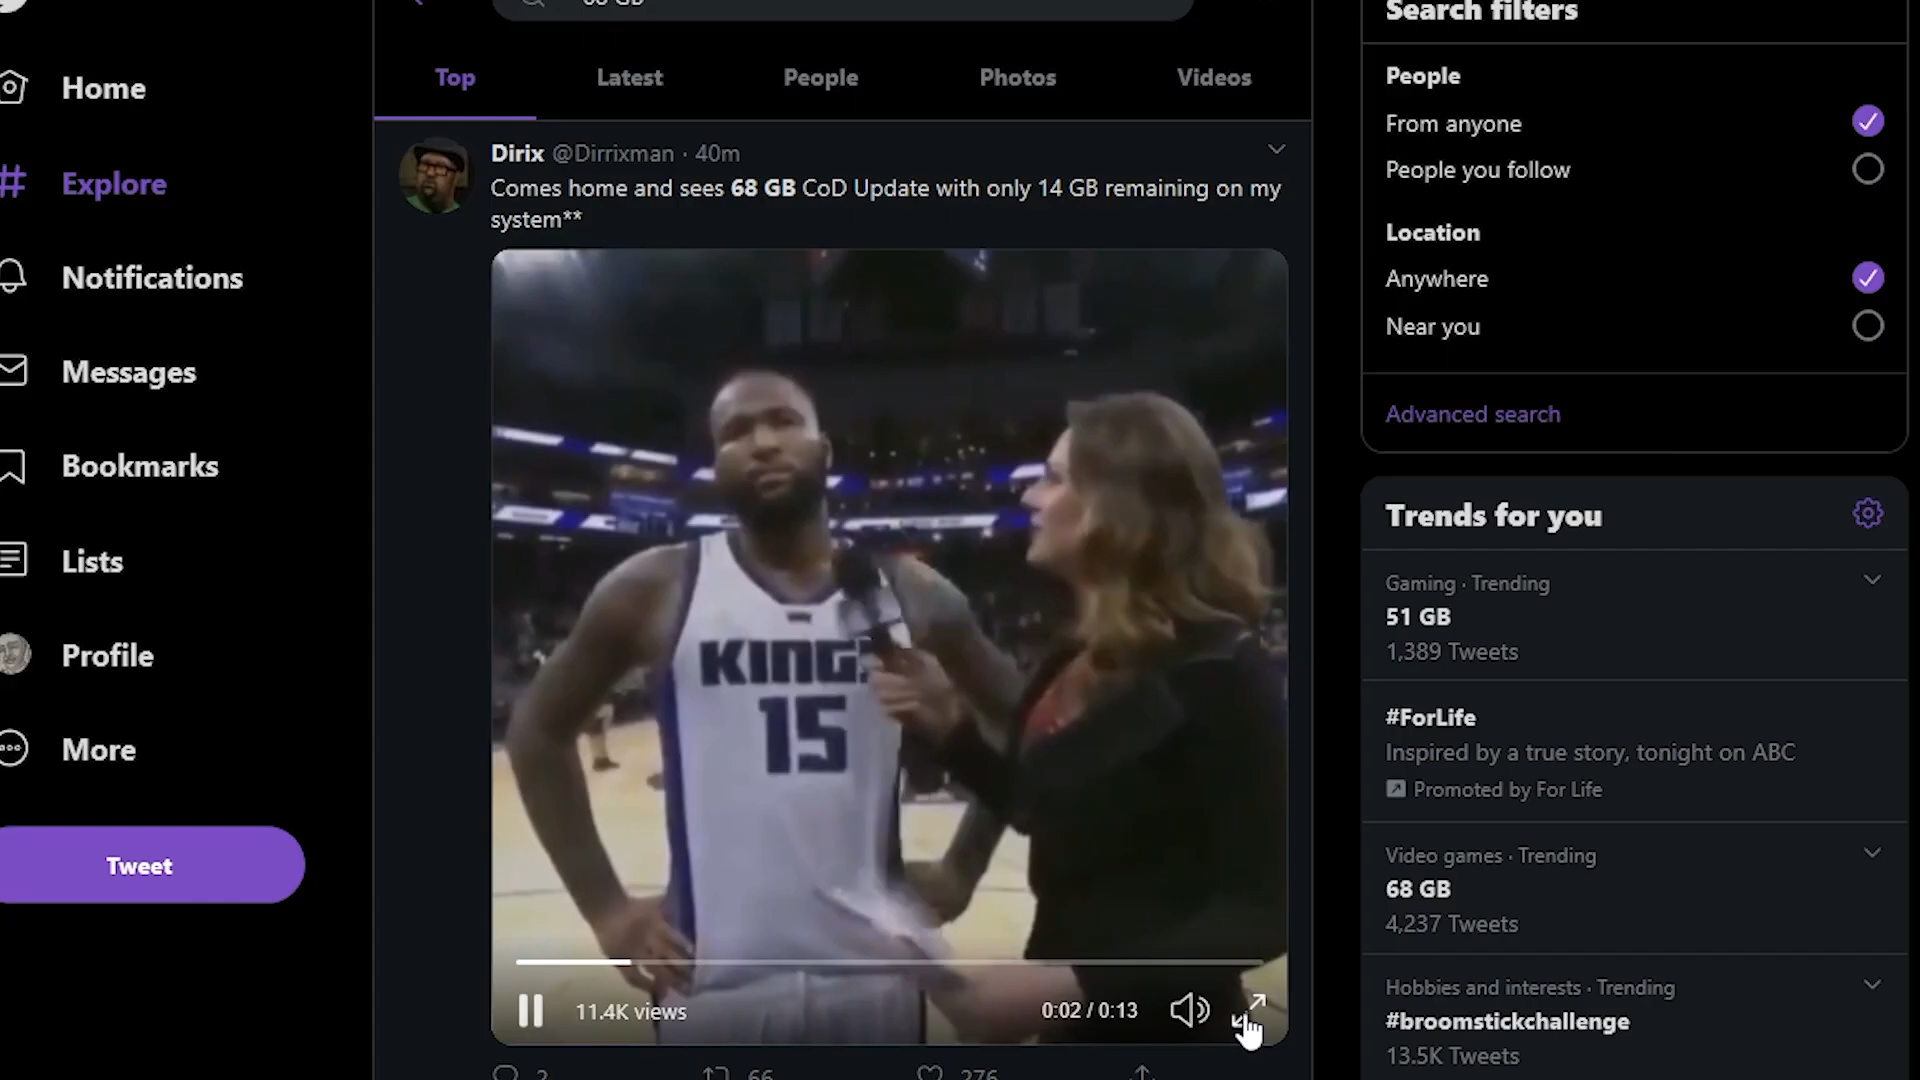 Home
Explore
Notifications
Messages
Bookmarks
Lists
Profile
More
Tweet
68 GB
Top
Latest
People
Photos
Videos
Dirix @Dirrixman · 40m
Comes home and sees 68 GB CoD Update with only 14 GB remaining on my
system**
KING
15
11.4K views
0:02 / 0:13
2
66
276
Search filters
People
From anyone
People you follow
Location
Anywhere
Near you
Advanced search
Trends for you
Gaming · Trending
51 GB
1,389 Tweets
#ForLife
Inspired by a true story, tonight on ABC
Promoted by For Life
Video games · Trending
68 GB
4,237 Tweets
Hobbies and interests · Trending
#broomstickchallenge
13.5K Tweets